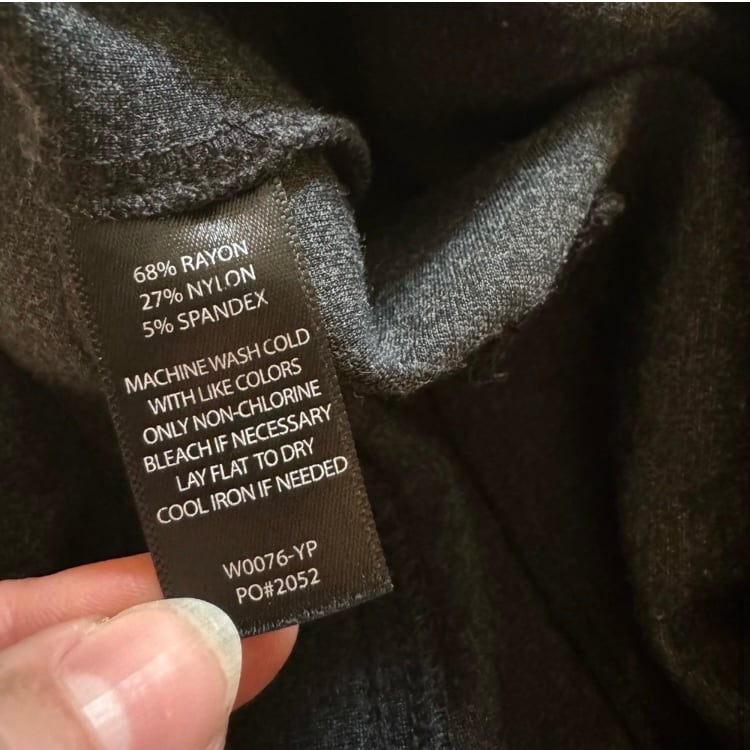 68% RAYON
27% NYLON
5% SPANDEX
MACHINE WASH COLD
WITH LIKE COLORS
ONLY NON-CHLORINE
BLEACH IF NECESSARY
LAY FLAT TO DRY
COOL IRON IF NEEDED
W0076-YP
PO#2052